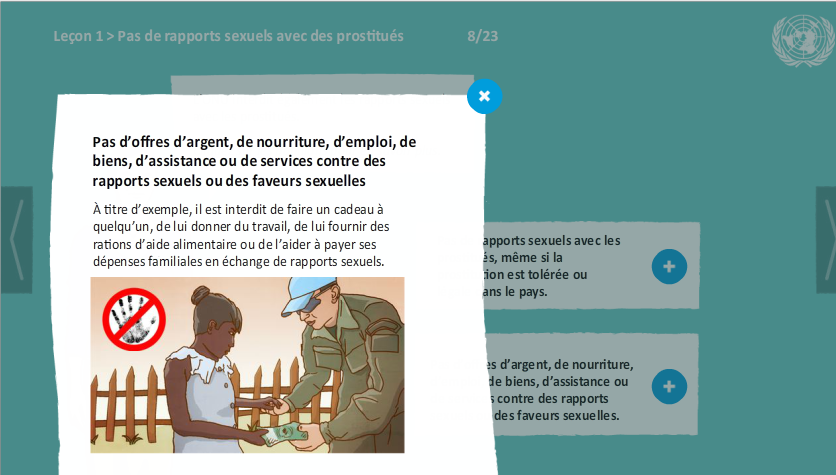 Leçon 1 > Pas de rapports sexuels avec des prostitués
8/23
Pas d’offres d’argent, de nourriture, d’emploi, de
biens, d’assistance ou de services contre des
rapports sexuels ou des faveurs sexuelles
À titre d’exemple, il est interdit de faire un cadeau à
quelqu’un, de lui donner du travail, de lui fournir des
rations d’aide alimentaire ou de l’aider à payer ses
dépenses familiales en échange de rapports sexuels.
apports sexuels avec les
és, même si la
tion est tolérée ou
ans le pays.
es d’argent, de nourriture,
de biens, d’assistance ou
s contre des rapports
des faveurs sexuelles.